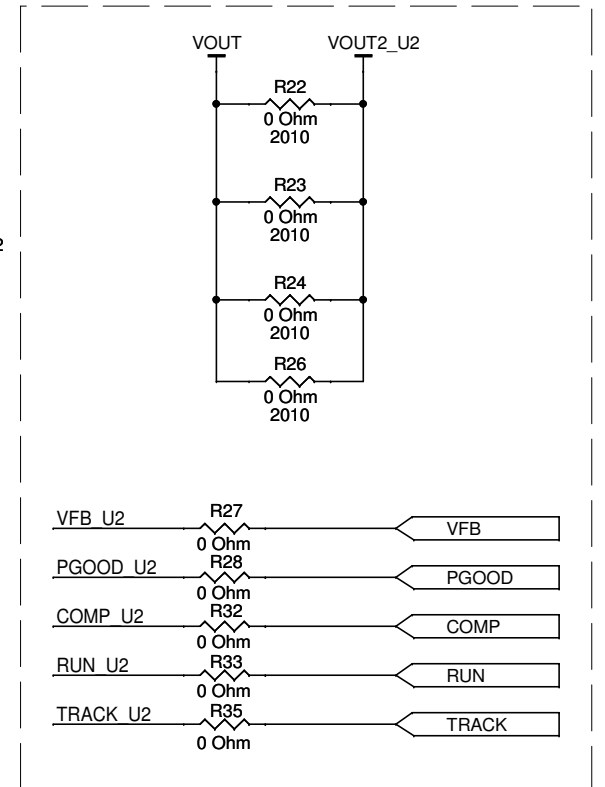 VOUT VOUT2_U2
R22
0 Ohm
2010
R23
0 Ohm
2010
R24
0 Ohm
2010
R26
0 Ohm
2010
VFB_U2 R27 VFB
0 Ohm
PGOOD_U2 R28 PGOOD
0 Ohm
COMP_U2 R32 COMP
0 Ohm
RUN_U2 R33 RUN
0 Ohm
TRACK_U2 R35 TRACK
0 Ohm